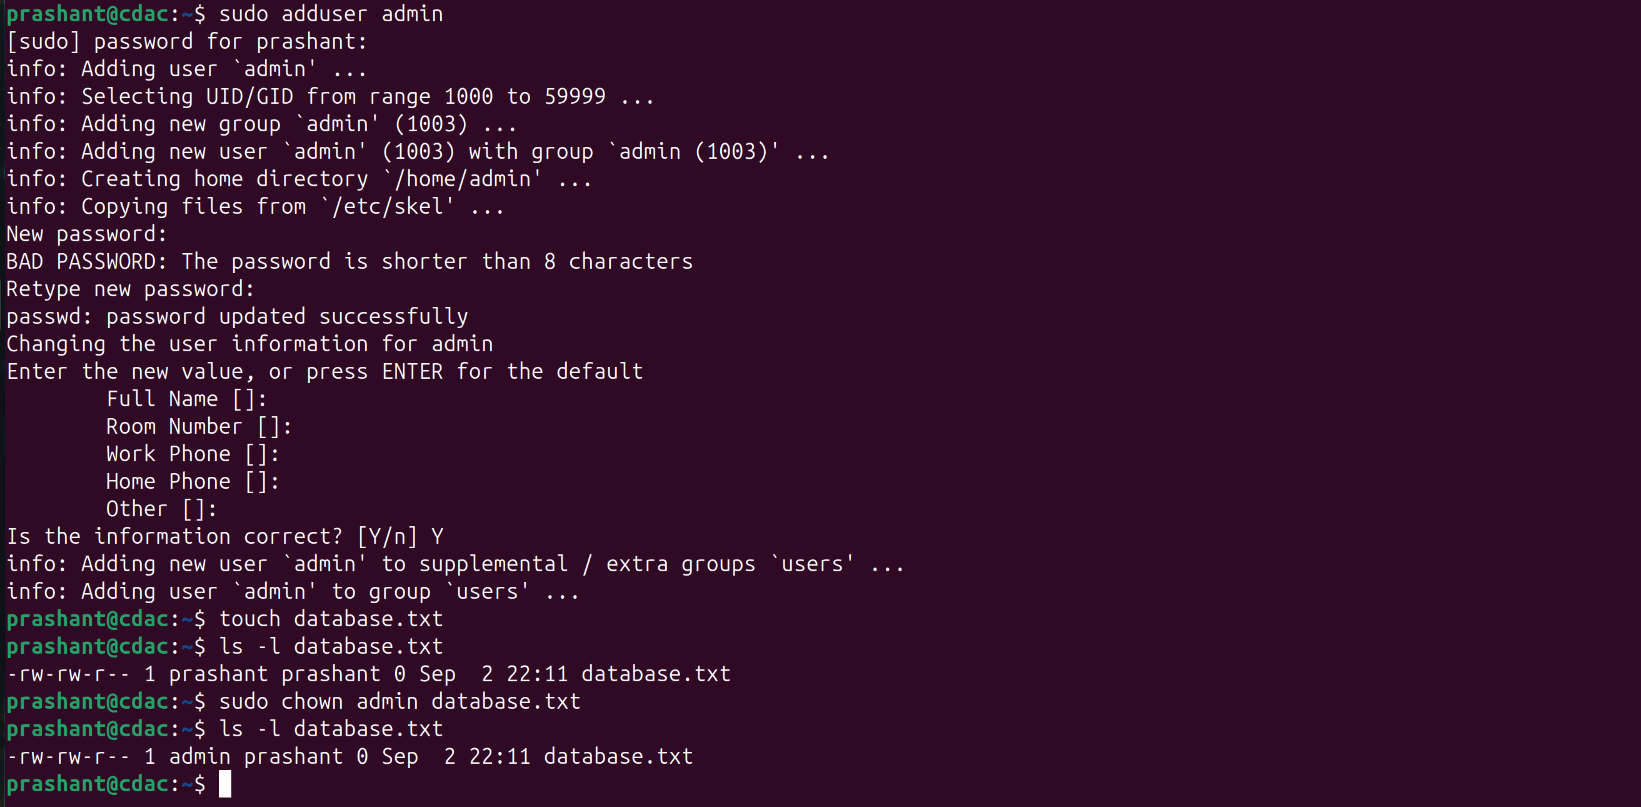 prashant@cdac:~$ sudo adduser admin
[sudo] password for prashant:
info: Adding user `admin' ...
info: Selecting UID/GID from range 1000 to 59999 ...
info: Adding new group `admin' (1003) ...
info: Adding new user `admin' (1003) with group `admin (1003)' ...
info: Creating home directory `/home/admin' ...
info: Copying files from `/etc/skel' ...
New password:
BAD PASSWORD: The password is shorter than 8 characters
Retype new password:
passwd: password updated successfully
Changing the user information for admin
Enter the new value, or press ENTER for the default
        Full Name []:
        Room Number []:
        Work Phone []:
        Home Phone []:
        Other []:
Is the information correct? [Y/n] Y
info: Adding new user `admin' to supplemental / extra groups `users' ...
info: Adding user `admin' to group `users' ...
prashant@cdac:~$ touch database.txt
prashant@cdac:~$ ls -l database.txt
-rw-rw-r-- 1 prashant prashant 0 Sep  2 22:11 database.txt
prashant@cdac:~$ sudo chown admin database.txt
prashant@cdac:~$ ls -l database.txt
-rw-rw-r-- 1 admin prashant 0 Sep  2 22:11 database.txt
prashant@cdac:~$